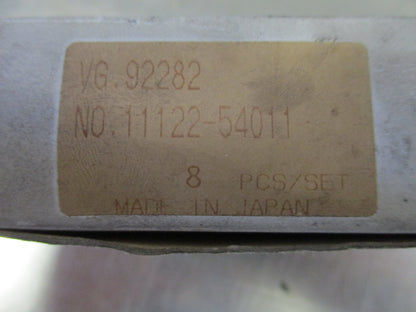 VG.92282
NO.11122-54011
8 PCS/SET
MADE IN JAPAN